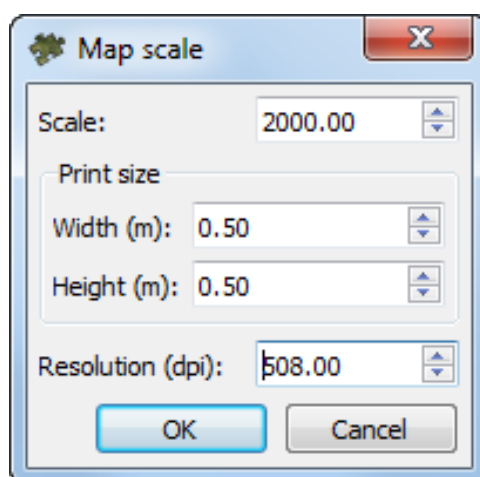 Map scale
Scale: 2000.00
Print size
Width (m): 0.50
Height (m): 0.50
Resolution (dpi): 508.00
OK Cancel